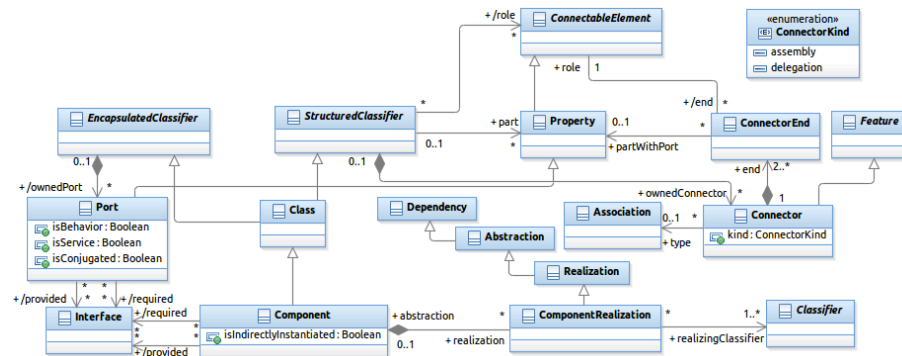 +/role
ConnectableElement
*
«enumeration»
ConnectorKind
assembly
delegation
+ role
1
+/end
*
EncapsulatedClassifier
StructuredClassifier
*
+ part
0..1
*
Property
0..1
*
+ partWithPort
ConnectorEnd
Feature
0..1
0..1
+ end
2..*
+/ownedPort
*
+ ownedConnector
*
1
Port
isBehavior : Boolean
isService : Boolean
isConjugated : Boolean
Class
Dependency
Association
0..1
*
+ type
Connector
kind : ConnectorKind
Abstraction
Realization
* *
+ /provided
* *
+ /required
Interface
+ /required
*
*
*
*
+ /provided
Component
isIndirectlyInstantiated : Boolean
+ abstraction
*
0..1
+ realization
ComponentRealization
*
1..*
+ realizingClassifier
Classifier